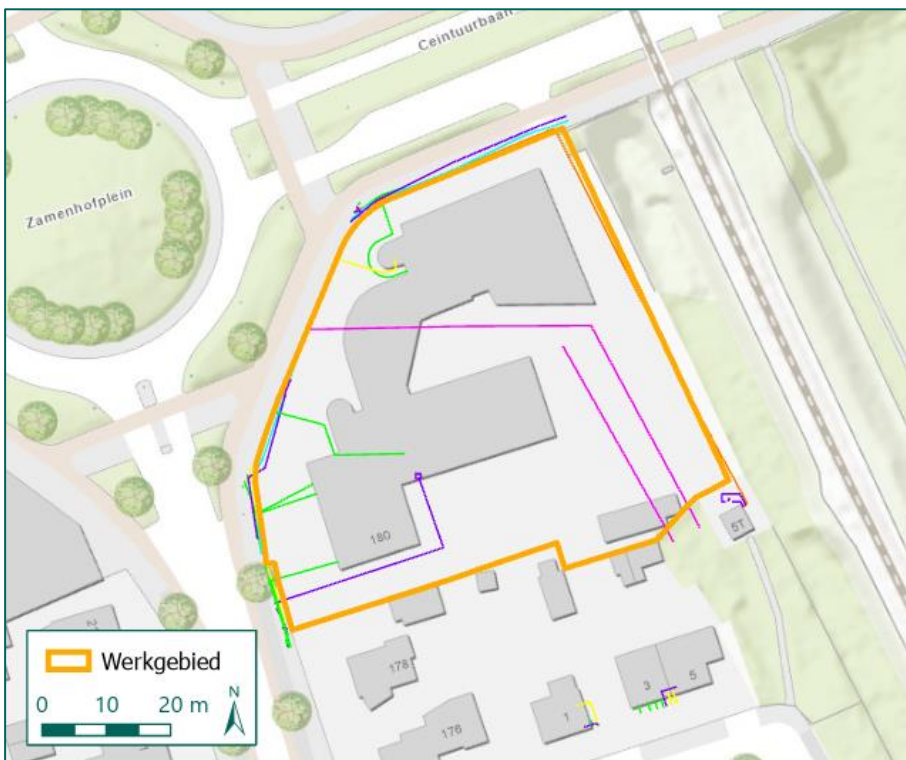 Ceintuurbaan
Zamenhofplein
180
5T
178
176
1
3
5
Werkgebied
0 10 20 m
N